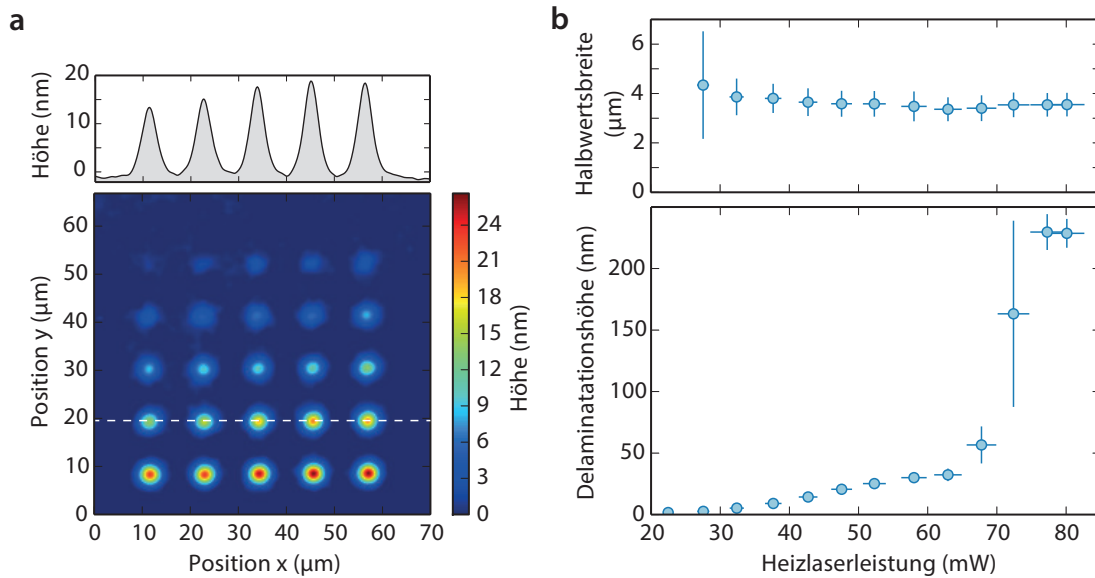 a
Höhe (nm)
20
10
0
Position y (µm)
60
50
40
30
20
10
0
0 10 20 30 40 50 60 70
Position x (µm)
24
21
18
15
12
9
6
3
0
Höhe (nm)
b
Halbwertsbreite
(µm)
6
4
2
0
Delaminatationshöhe (nm)
200
150
100
50
0
20 30 40 50 60 70 80
Heizlaserleistung (mW)